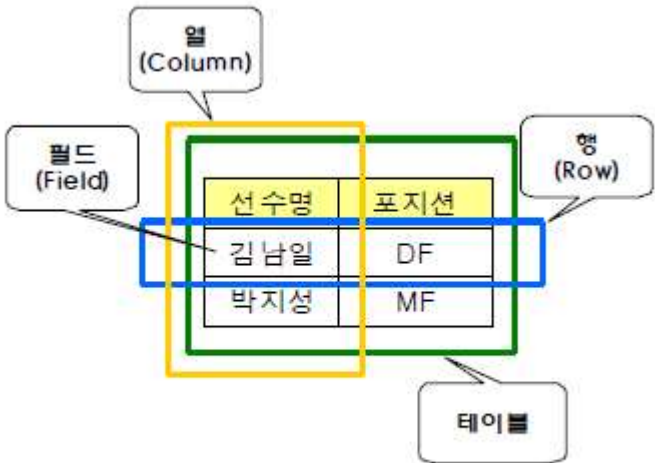 열
(Column)
필드
(Field)
행
(Row)
선수명 포지션
김남일 DF
박지성 MF
테이블